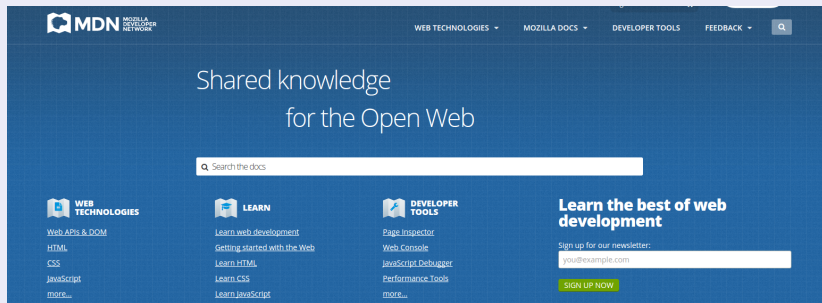 MDN MOZILLA DEVELOPER NETWORK
WEB TECHNOLOGIES MOZILLA DOCS DEVELOPER TOOLS FEEDBACK
Shared knowledge
for the Open Web
Search the docs
WEB TECHNOLOGIES
Web APIs & DOM
HTML
CSS
JavaScript
more...
LEARN
Learn web development
Getting started with the Web
Learn HTML
Learn CSS
Learn JavaScript
DEVELOPER TOOLS
Page Inspector
Web Console
JavaScript Debugger
Performance Tools
more...
Learn the best of web
development
Sign up for our newsletter:
you@example.com
SIGN UP NOW